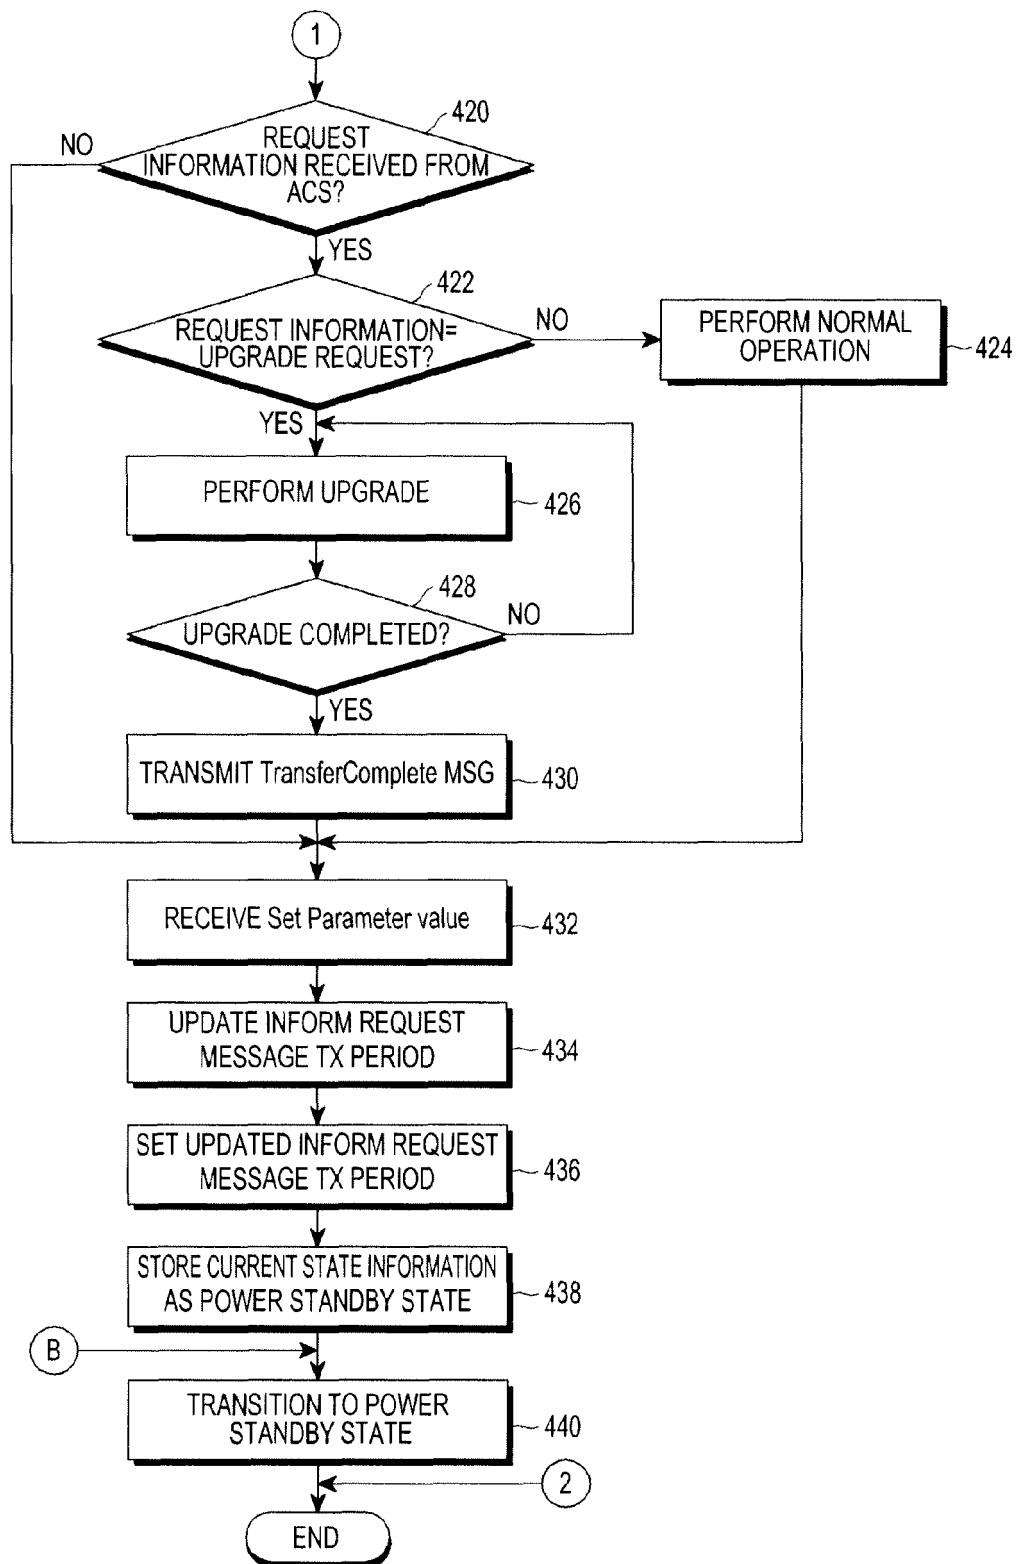 1
420
REQUEST
INFORMATION RECEIVED FROM
ACS?
NO
YES
422
REQUEST INFORMATION=
UPGRADE REQUEST?
NO
PERFORM NORMAL
OPERATION
424
YES
PERFORM UPGRADE
426
428
UPGRADE COMPLETED?
NO
YES
TRANSMIT TransferComplete MSG
430
RECEIVE Set Parameter value
432
UPDATE INFORM REQUEST
MESSAGE TX PERIOD
434
SET UPDATED INFORM REQUEST
MESSAGE TX PERIOD
436
STORE CURRENT STATE INFORMATION
AS POWER STANDBY STATE
438
B
TRANSITION TO POWER
STANDBY STATE
440
2
END